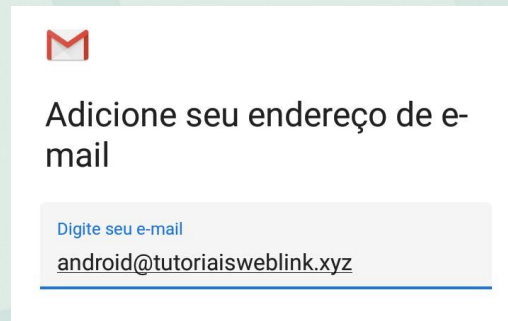 Adicione seu endereço de e-
mail
Digite seu e-mail
android@tutoriaisweblink.xyz